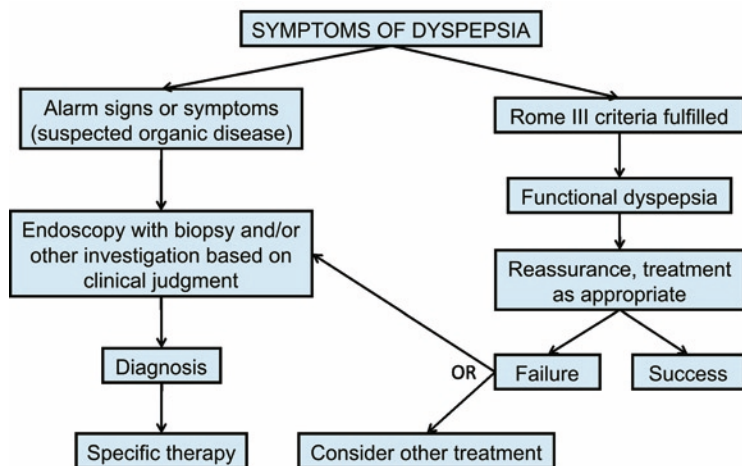 SYMPTOMS OF DYSPEPSIA
Alarm signs or symptoms
(suspected organic disease)
Rome III criteria fulfilled
Functional dyspepsia
Endoscopy with biopsy and/or
other investigation based on
clinical judgment
Reassurance, treatment
as appropriate
Diagnosis
OR
Failure
Success
Specific therapy
Consider other treatment